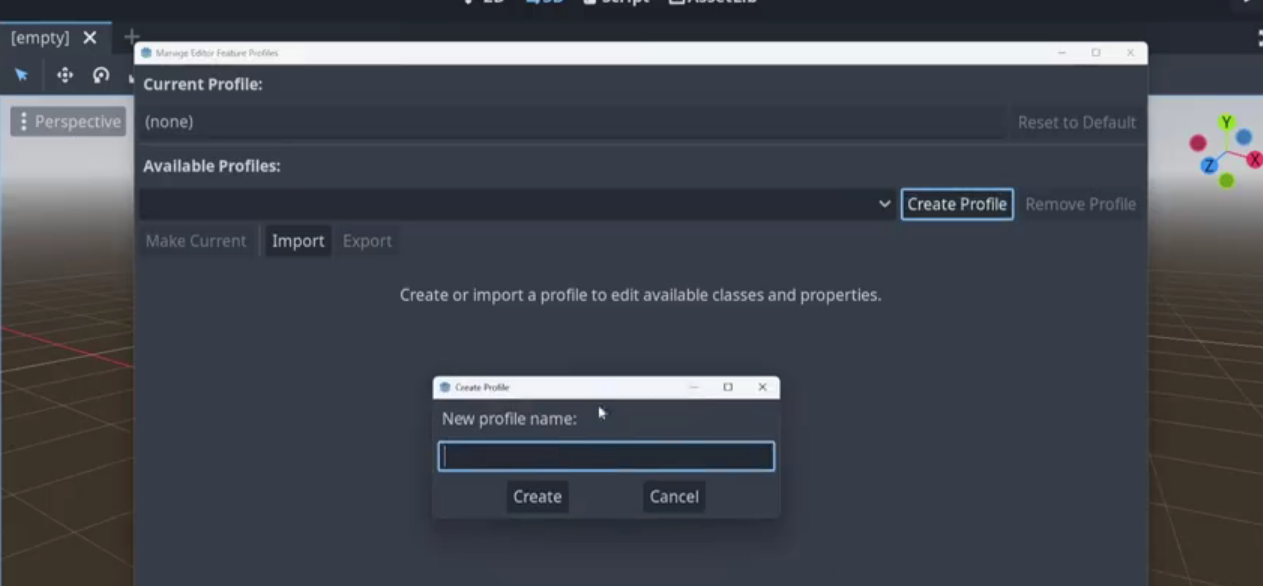 2D 3D Script AssetLib
[empty]
Manage Editor Feature Profiles
Current Profile:
Perspective
(none) Reset to Default
Y
X
Z
Available Profiles:
Create Profile Remove Profile
Make Current Import Export
Create or import a profile to edit available classes and properties.
Create Profile
New profile name:
Create Cancel